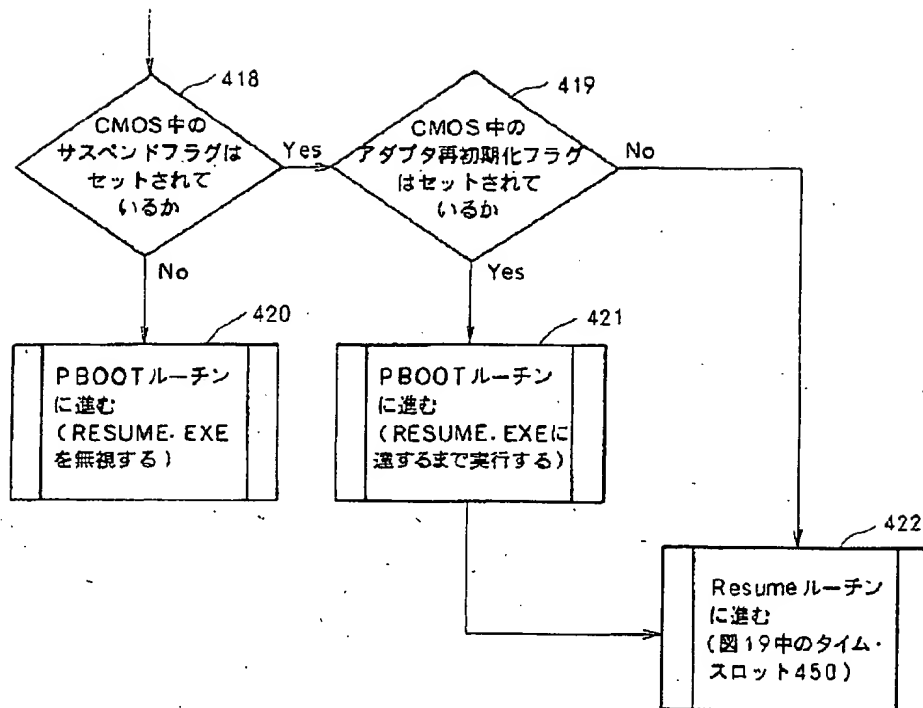 418
CMOS中の
サスペンドフラグは
セットされて
いるか
Yes
No
419
CMOS中の
アダプタ再初期化フラグ
はセットされて
いるか
No
Yes
420
PBOOTルーチン
に進む
(RESUME.EXE
を無視する)
421
PBOOTルーチン
に進む
(RESUME.EXEに
達するまで実行する)
422
Resumeルーチン
に進む
(図19中のタイム・
スロット450)